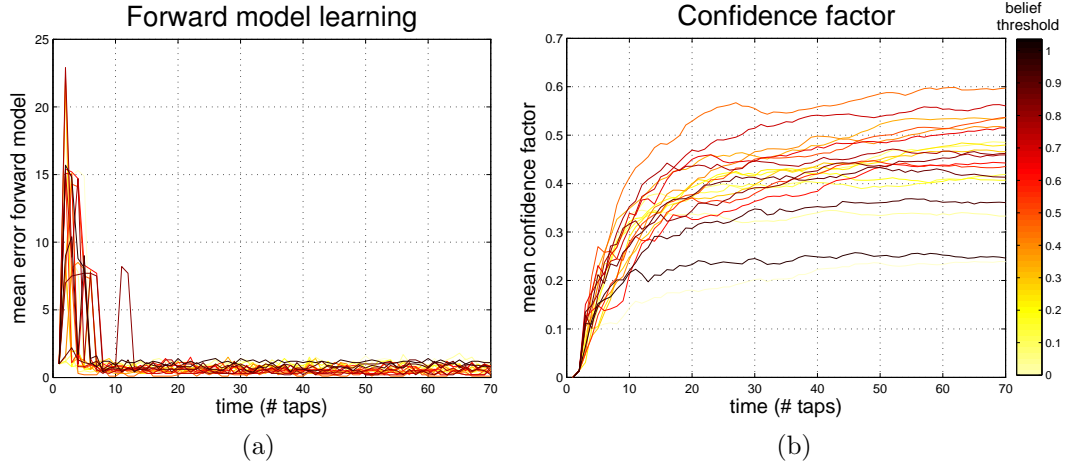 Forward model learning
mean error forward model
25
20
15
10
5
0
0 10 20 30 40 50 60 70
time (# taps)
(a)
Confidence factor
mean confidence factor
0.7
0.6
0.5
0.4
0.3
0.2
0.1
0
0 10 20 30 40 50 60 70
time (# taps)
(b)
belief
threshold
1
0.9
0.8
0.7
0.6
0.5
0.4
0.3
0.2
0.1
0